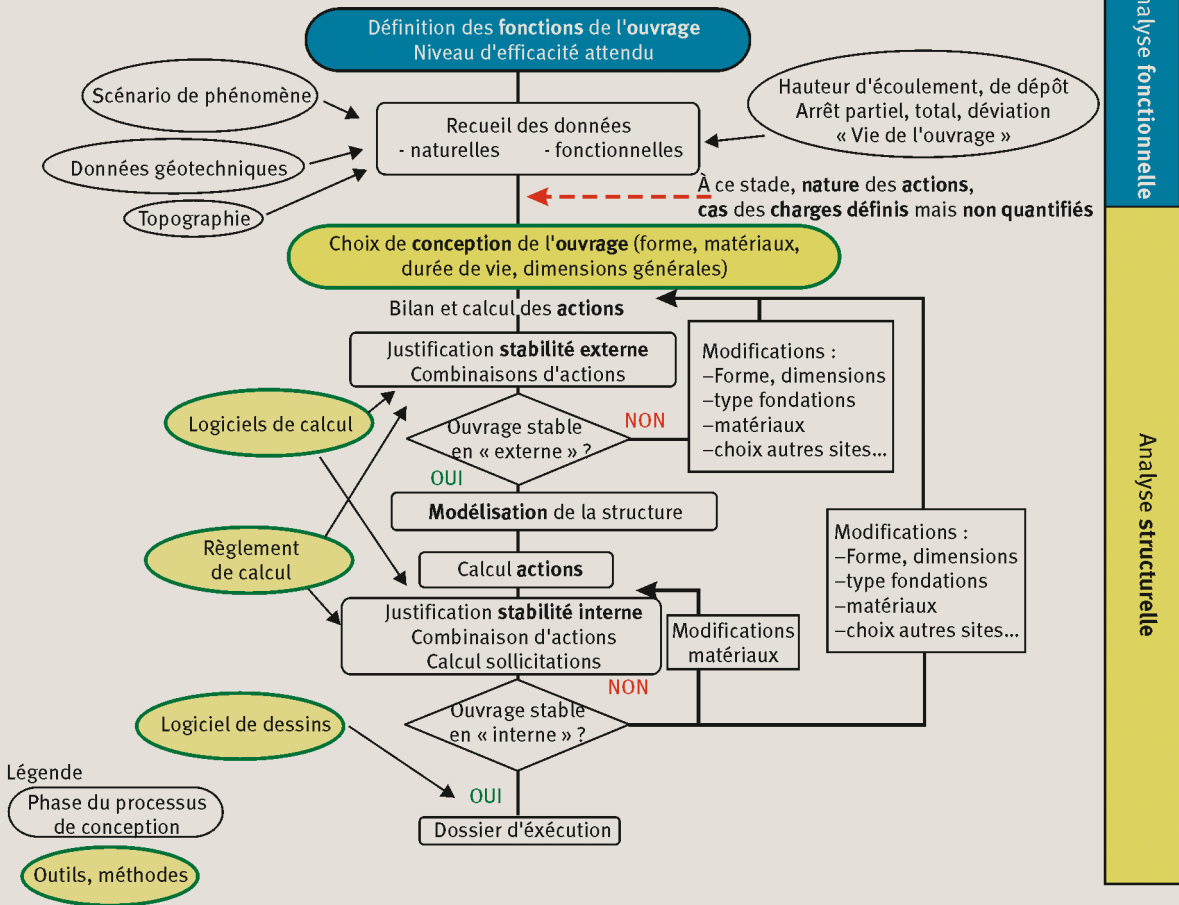 Définition des fonctions de l'ouvrage
Niveau d'efficacité attendu
Scénario de phénomène
Données géotechniques
Topographie
Recueil des données
- naturelles - fonctionnelles
Hauteur d'écoulement, de dépôt
Arrêt partiel, total, déviation
« Vie de l'ouvrage »
À ce stade, nature des actions,
cas des charges définis mais non quantifiés
Choix de conception de l'ouvrage (forme, matériaux,
durée de vie, dimensions générales)
Bilan et calcul des actions
Justification stabilité externe
Combinaisons d'actions
Modifications :
–Forme, dimensions
–type fondations
–matériaux
–choix autres sites...
Logiciels de calcul
Ouvrage stable
en « externe » ?
NON
OUI
Modélisation de la structure
Règlement
de calcul
Calcul actions
Justification stabilité interne
Combinaison d'actions
Calcul sollicitations
Modifications
matériaux
Modifications :
–Forme, dimensions
–type fondations
–matériaux
–choix autres sites...
NON
Logiciel de dessins
Ouvrage stable
en « interne » ?
OUI
Dossier d'éxécution
Légende
Phase du processus
de conception
Outils, méthodes
nalyse fonctionnelle
Analyse structurelle